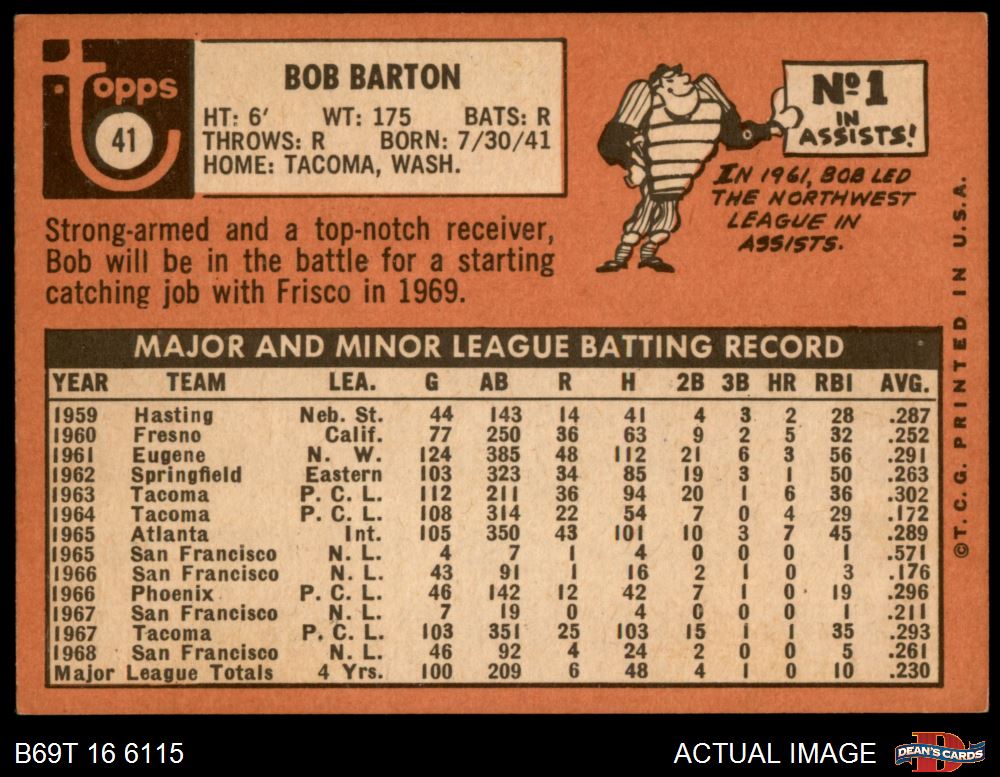 topps
41
BOB BARTON
HT: 6' WT: 175 BATS: R
THROWS: R BORN: 7/30/41
HOME: TACOMA, WASH.
Strong-armed and a top-notch receiver,
Bob will be in the battle for a starting
catching job with Frisco in 1969.
No 1
IN
ASSISTS!
IN 1961, BOB LED
THE NORTHWEST
LEAGUE IN
ASSISTS.
MAJOR AND MINOR LEAGUE BATTING RECORD
YEAR TEAM LEA. G AB R H 2B 3B HR RBI AVG.
1959 Hasting Neb. St. 44 143 14 41 4 3 2 28 .287
1960 Fresno Calif. 77 250 36 63 9 2 5 32 .252
1961 Eugene N. W. 124 385 48 112 21 6 3 56 .291
1962 Springfield Eastern 103 323 34 85 19 3 1 50 .263
1963 Tacoma P. C. L. 112 211 36 94 20 1 6 36 .302
1964 Tacoma P. C. L. 108 314 22 54 7 0 4 29 .172
1965 Atlanta Int. 105 350 43 101 10 3 7 45 .289
1965 San Francisco N. L. 4 7 1 4 0 0 0 1 .571
1966 San Francisco N. L. 43 91 1 16 2 1 0 3 .176
1966 Phoenix P. C. L. 46 142 12 42 7 1 0 19 .296
1967 San Francisco N. L. 7 19 0 4 0 0 0 1 .211
1967 Tacoma P. C. L. 103 351 25 103 15 1 1 35 .293
1968 San Francisco N. L. 46 92 4 24 2 0 0 5 .261
Major League Totals 4 Yrs. 100 209 6 48 4 1 0 10 .230
©T. C. G. PRINTED IN U. S. A.
B69T 16 6115
ACTUAL IMAGE
D
DEAN'S CARDS